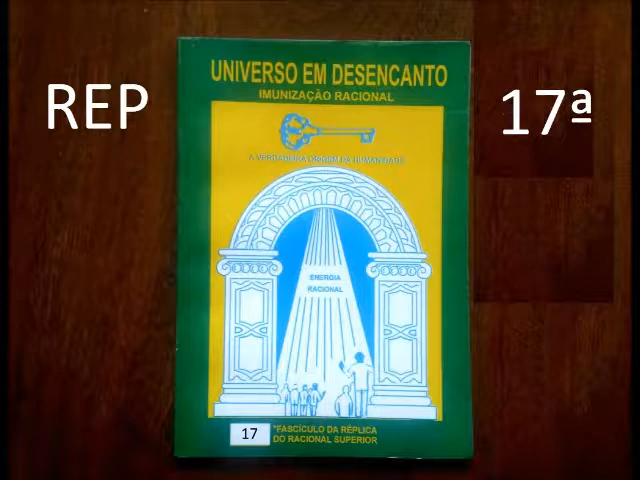 REP
17ª
UNIVERSO EM DESENCANTO
IMUNIZAÇÃO RACIONAL
A VERDADEIRA ORIGEM DA HUMANIDADE
ENERGIA
RACIONAL
17
°FASCÍCULO DA RÉPLICA
DO RACIONAL SUPERIOR